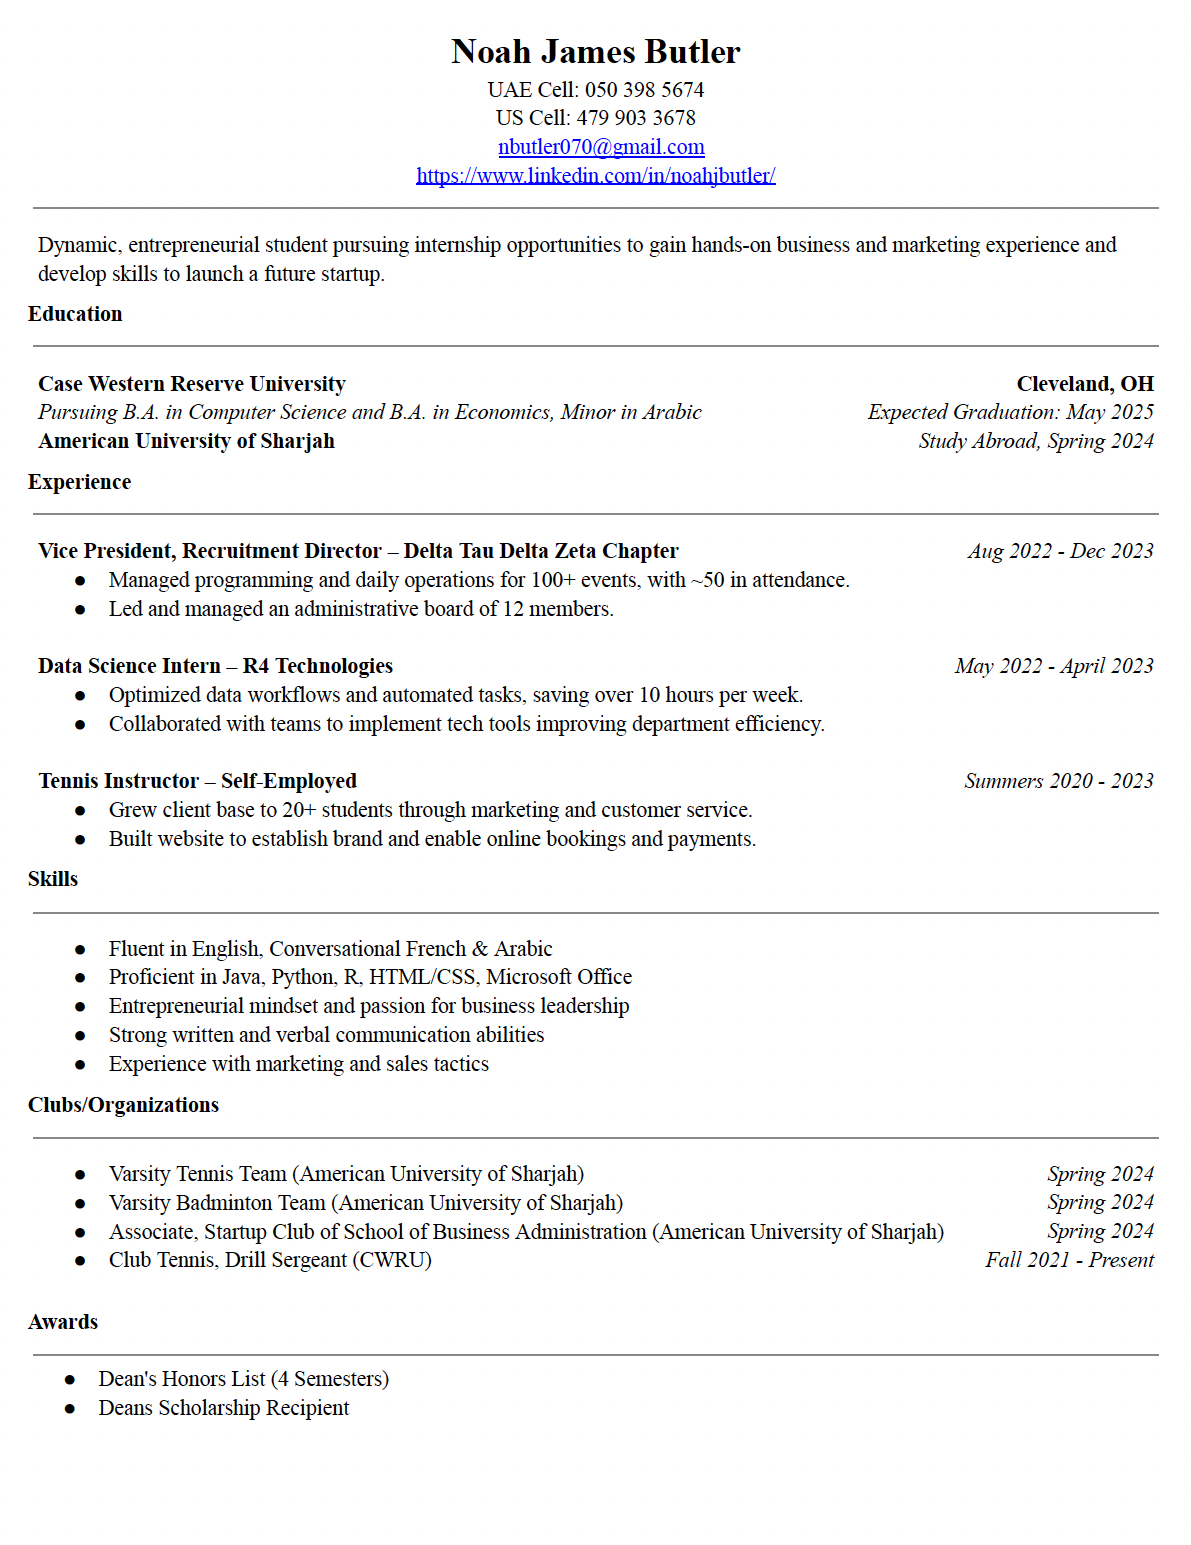 Noah James Butler
UAE Cell: 050 398 5674
US Cell: 479 903 3678
nbutler070@gmail.com
https://www.linkedin.com/in/noahjbutler/
Dynamic, entrepreneurial student pursuing internship opportunities to gain hands-on business and marketing experience and
develop skills to launch a future startup.
Education
Case Western Reserve University Cleveland, OH
Pursuing B.A. in Computer Science and B.A. in Economics, Minor in Arabic Expected Graduation: May 2025
American University of Sharjah Study Abroad, Spring 2024
Experience
Vice President, Recruitment Director – Delta Tau Delta Zeta Chapter Aug 2022 - Dec 2023
● Managed programming and daily operations for 100+ events, with ~50 in attendance.
● Led and managed an administrative board of 12 members.
Data Science Intern – R4 Technologies May 2022 - April 2023
● Optimized data workflows and automated tasks, saving over 10 hours per week.
● Collaborated with teams to implement tech tools improving department efficiency.
Tennis Instructor – Self-Employed Summers 2020 - 2023
● Grew client base to 20+ students through marketing and customer service.
● Built website to establish brand and enable online bookings and payments.
Skills
● Fluent in English, Conversational French & Arabic
● Proficient in Java, Python, R, HTML/CSS, Microsoft Office
● Entrepreneurial mindset and passion for business leadership
● Strong written and verbal communication abilities
● Experience with marketing and sales tactics
Clubs/Organizations
● Varsity Tennis Team (American University of Sharjah) Spring 2024
● Varsity Badminton Team (American University of Sharjah) Spring 2024
● Associate, Startup Club of School of Business Administration (American University of Sharjah) Spring 2024
● Club Tennis, Drill Sergeant (CWRU) Fall 2021 - Present
Awards
● Dean's Honors List (4 Semesters)
● Deans Scholarship Recipient